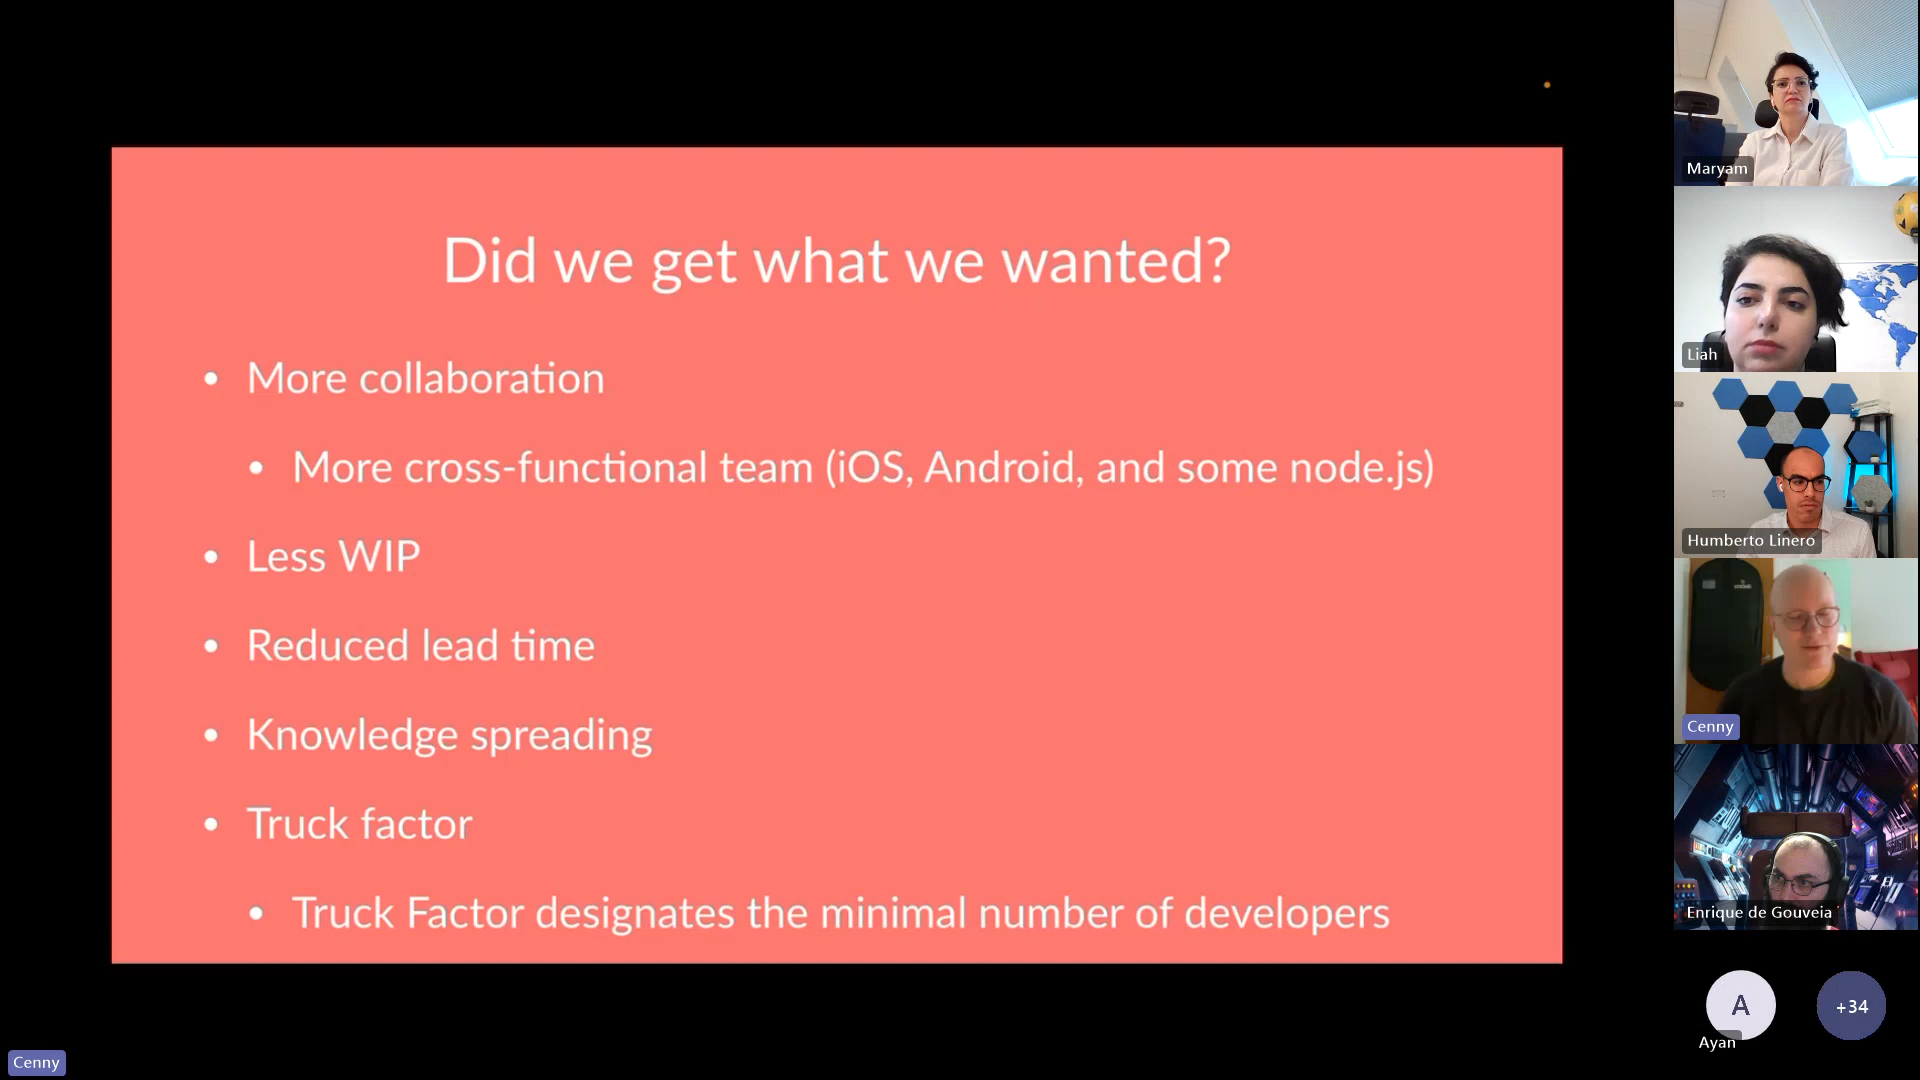 Did we get what we wanted?
• More collaboration
• More cross-functional team (iOS, Android, and some node.js)
• Less WIP
• Reduced lead time
• Knowledge spreading
• Truck factor
• Truck Factor designates the minimal number of developers
Maryam
Liah
Humberto Linero
Cenny
Enrique de Gouveia
A
+34
Ayan
Cenny